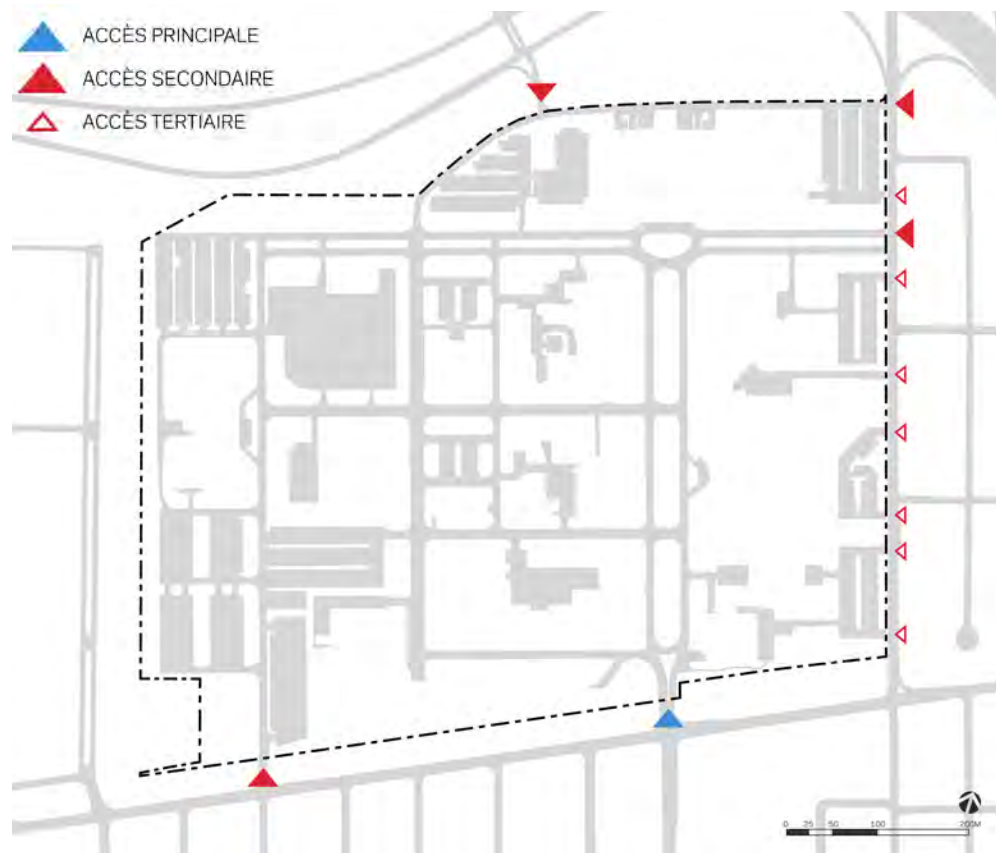 ACCÈS PRINCIPALE
ACCÈS SECONDAIRE
ACCÈS TERTIAIRE
0 25 50 100 200M